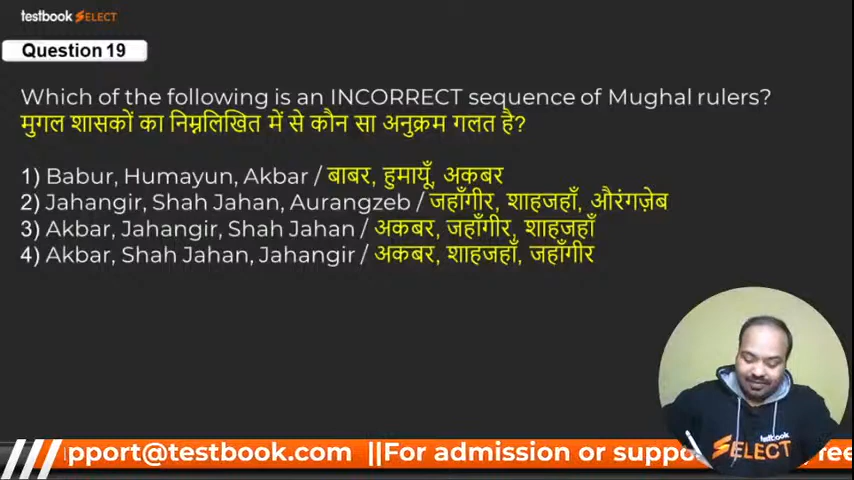 testbook SELECT
Question 19
Which of the following is an INCORRECT sequence of Mughal rulers?
मुगल शासकों का निम्नलिखित में से कौन सा अनुक्रम गलत है?
1) Babur, Humayun, Akbar / बाबर, हुमायूँ, अकबर
2) Jahangir, Shah Jahan, Aurangzeb / जहाँगीर, शाहजहाँ, औरंगज़ेब
3) Akbar, Jahangir, Shah Jahan / अकबर, जहाँगीर, शाहजहाँ
4) Akbar, Shah Jahan, Jahangir / अकबर, शाहजहाँ, जहाँगीर
testbook
SELECT
pport@testbook.com ||For admission or suppo